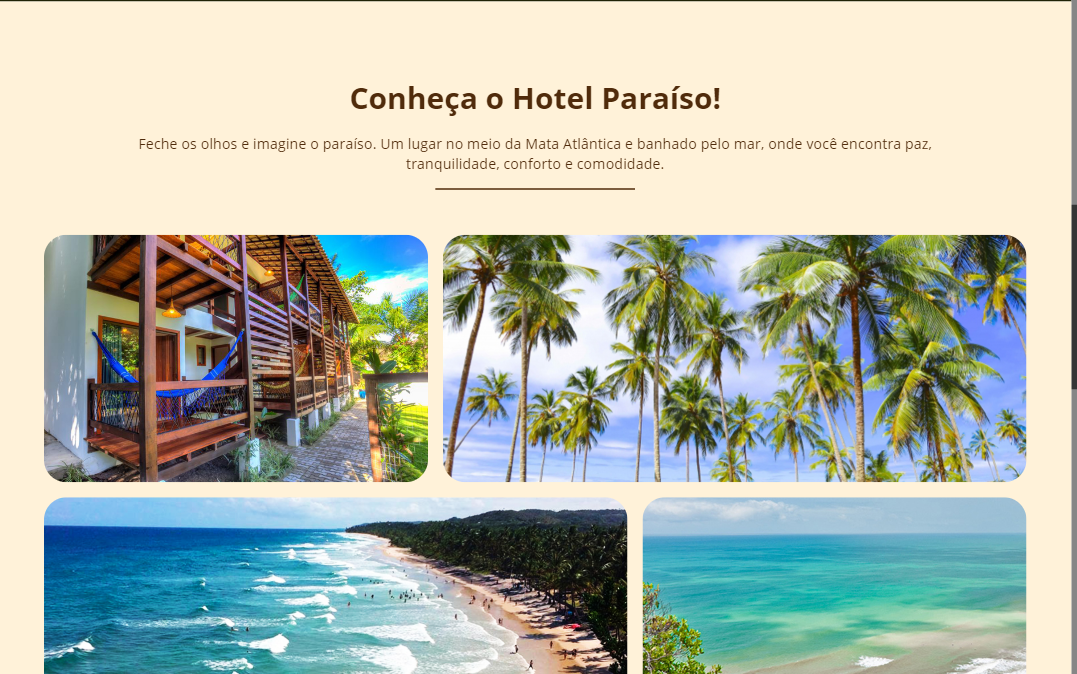 Conheça o Hotel Paraíso!
Feche os olhos e imagine o paraíso. Um lugar no meio da Mata Atlântica e banhado pelo mar, onde você encontra paz,
tranquilidade, conforto e comodidade.